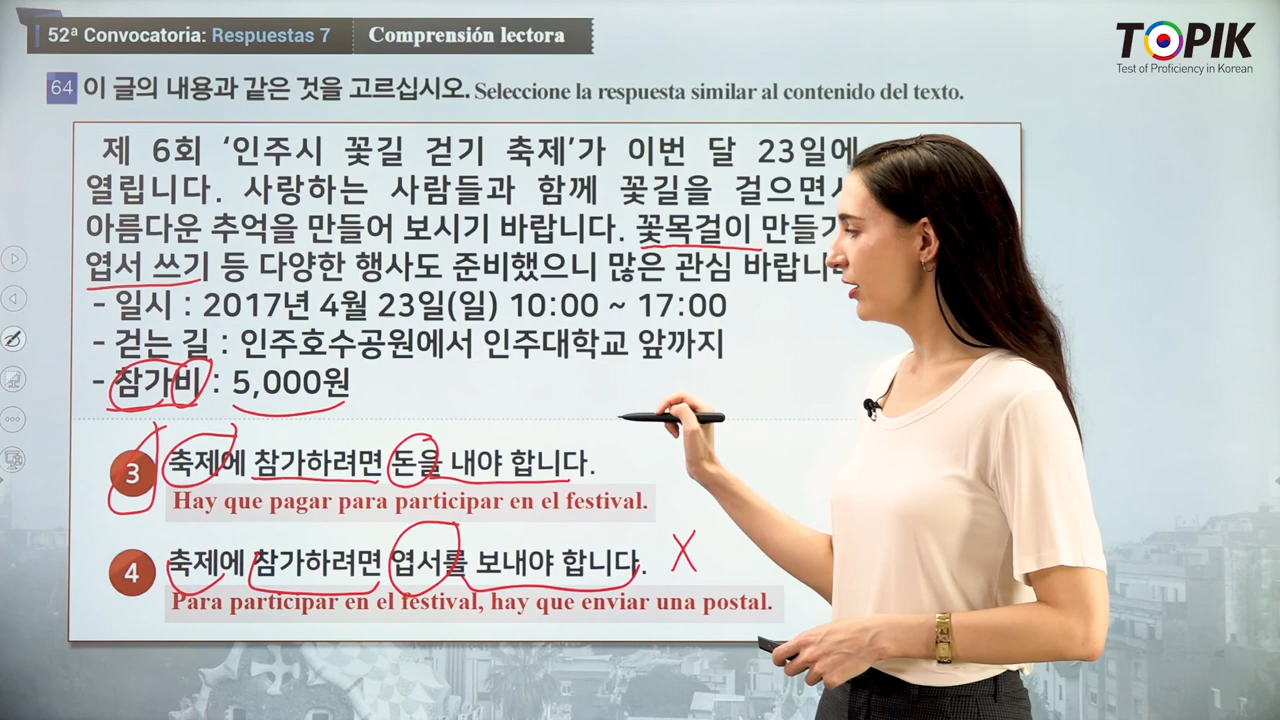 52ª Convocatoria: Respuestas 7
Comprensión lectora
TOPIK
Test of Proficiency in Korean
64 이 글의 내용과 같은 것을 고르십시오. Seleccione la respuesta similar al contenido del texto.
제 6회 ‘인주시 꽃길 걷기 축제’가 이번 달 23일에
열립니다. 사랑하는 사람들과 함께 꽃길을 걸으면서
아름다운 추억을 만들어 보시기 바랍니다. 꽃목걸이 만들기
엽서 쓰기 등 다양한 행사도 준비했으니 많은 관심
- 일시 : 2017년 4월 23일(일) 10:00 ~ 17:00
- 걷는 길 : 인주호수공원에서 인주대학교 앞까지
- 참가비 : 5,000원
3 축제에 참가하려면 돈을 내야 합니다.
Hay que pagar para participar en el festival.
4 축제에 참가하려면 엽서를 보내야 합니다. X
Para participar en el festival, hay que enviar una postal.